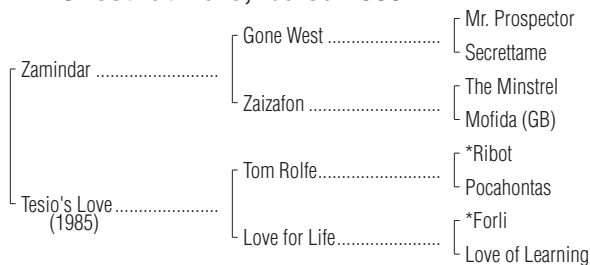 Mr. Prospector
Gone West ........................
Secrettame
Zamindar ..........................
The Minstrel
Zaizafon ...........................
Mofida (GB)
*Ribot
Tom Rolfe.........................
Pocahontas
Tesio's Love......................
(1985)
*Forli
Love for Life.....................
Love of Learning